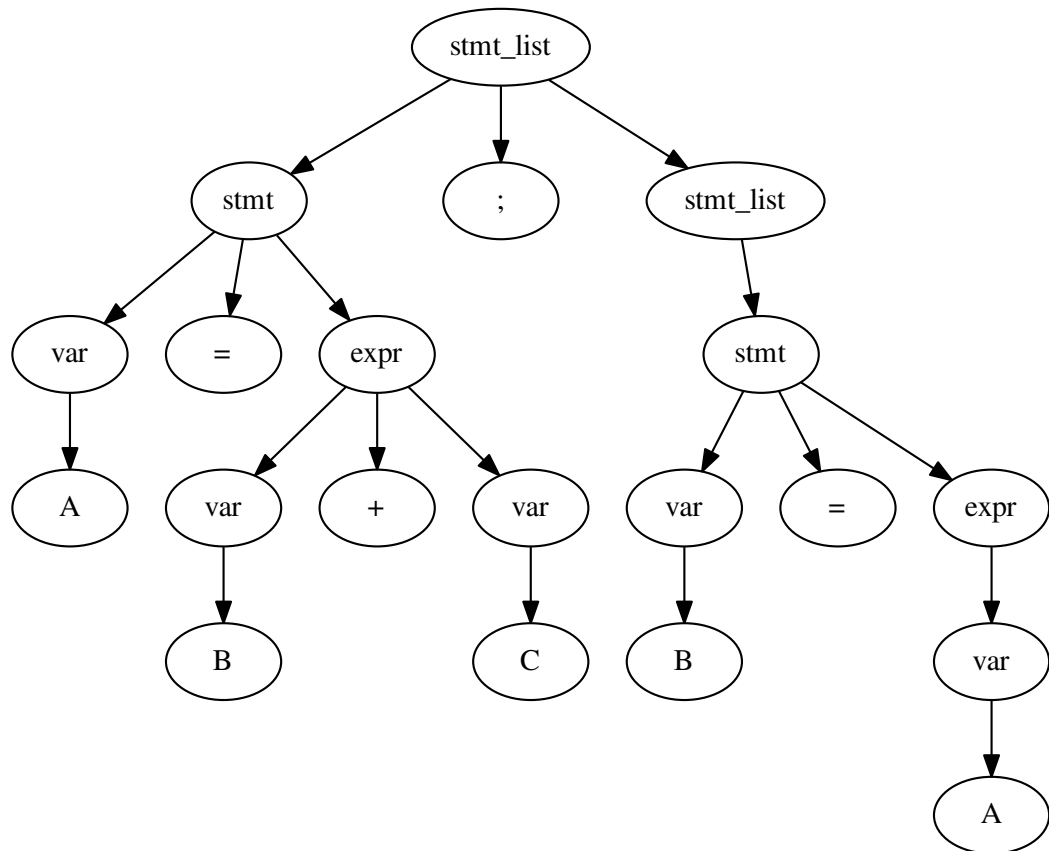 stmt_list
stmt ; stmt_list
var = expr stmt
A var + var var = expr
B C B var
A